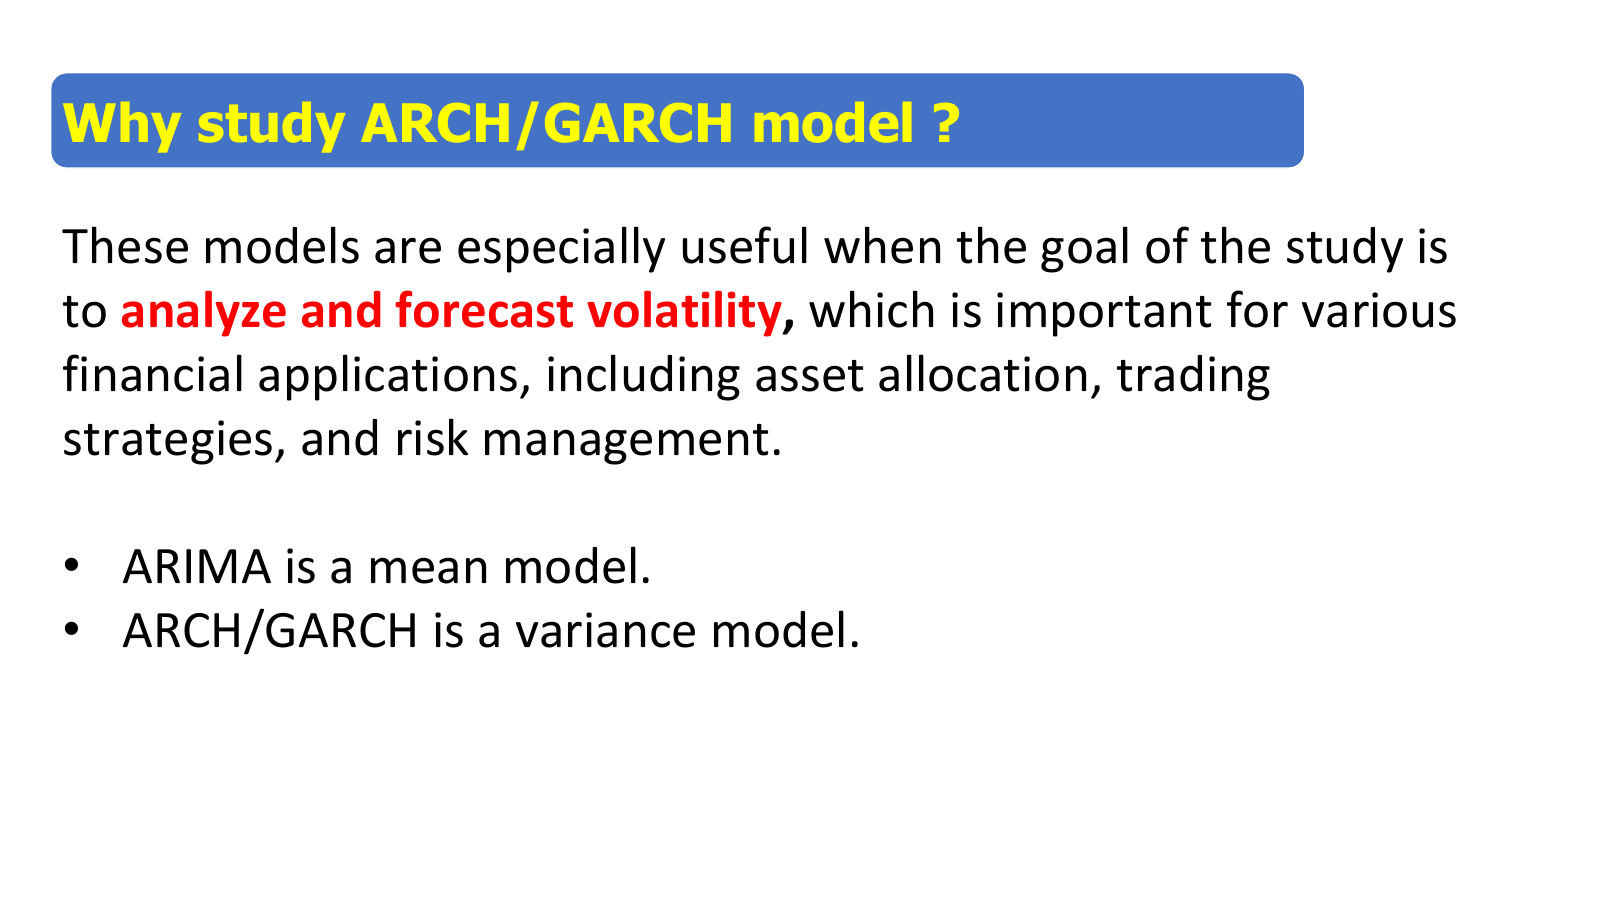 Why study ARCH/GARCH model ?
These models are especially useful when the goal of the study is
to analyze and forecast volatility, which is important for various
financial applications, including asset allocation, trading
strategies, and risk management.
• ARIMA is a mean model.
• ARCH/GARCH is a variance model.